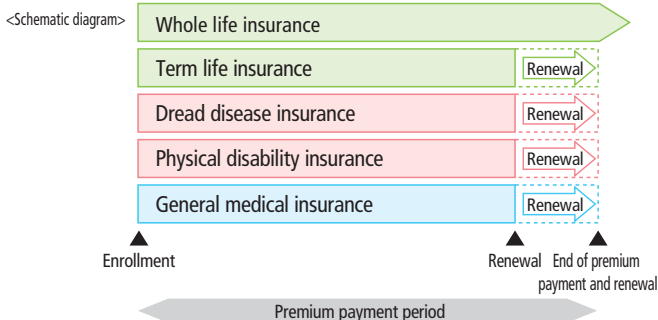 <Schematic diagram>
Whole life insurance
Term life insurance
Renewal
Dread disease insurance
Renewal
Physical disability insurance
Renewal
General medical insurance
Renewal
Enrollment
Renewal
End of premium
payment and renewal
Premium payment period